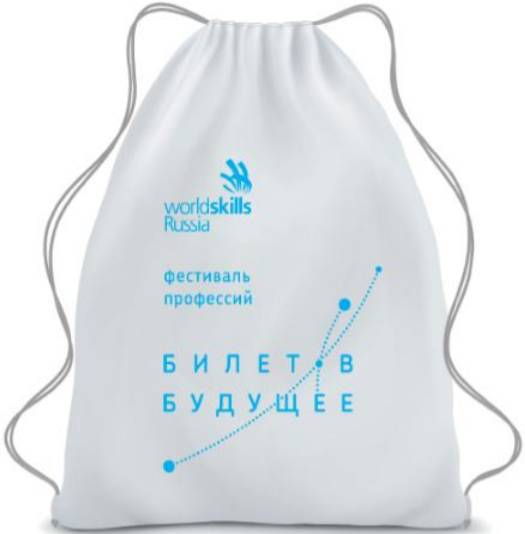 worldskills
Russia
фестиваль
профессий
БИЛЕТ В
БУДУЩЕЕ